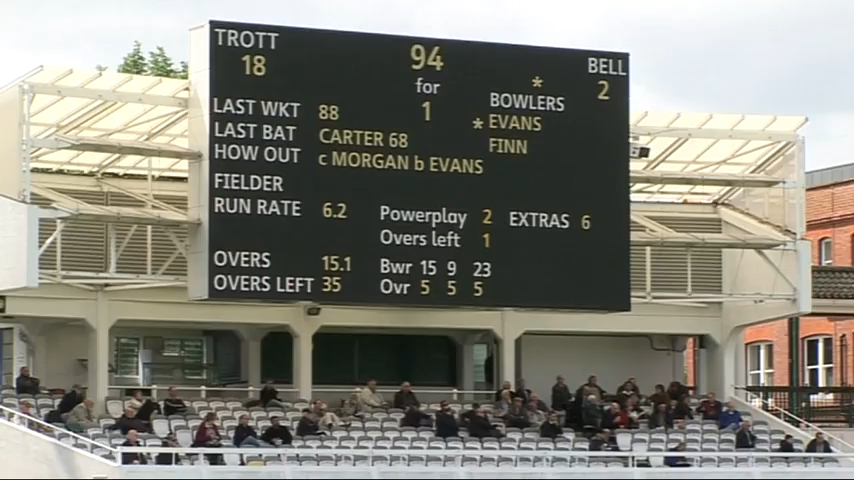 TROTT 94 BELL
18 for * 2
LAST WKT 88 1 BOWLERS
LAST BAT CARTER 68 * EVANS
HOW OUT c MORGAN b EVANS FINN
FIELDER
RUN RATE 6.2 Powerplay 2 EXTRAS 6
Overs left 1
OVERS 15.1 Bwr 15 9 23
OVERS LEFT 35 Ovr 5 5 5